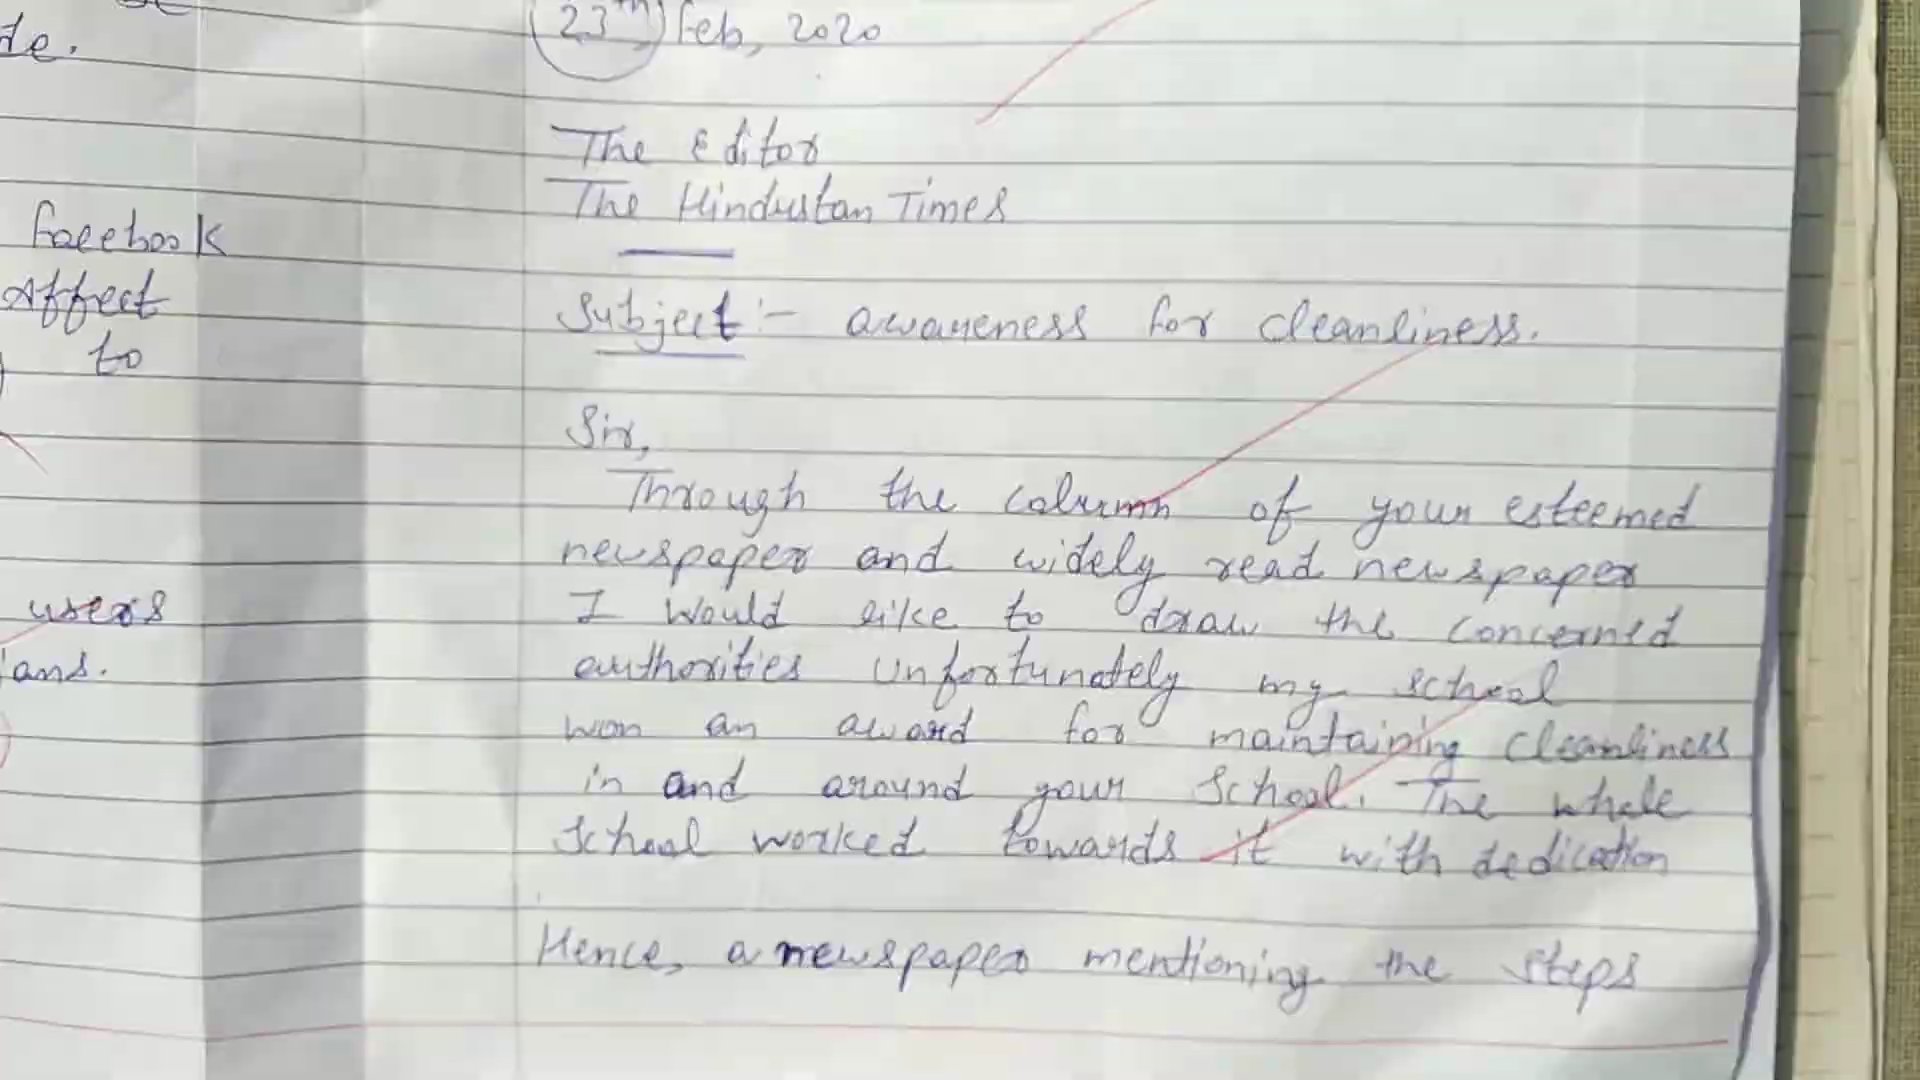 de.
Facebook
Affect
to
users
ians.
23th Feb, 2020
The Editor
The Hindustan Times
Subject :- awareness for cleanliness.
Sir,
Through the column of your esteemed
newspaper and widely read newspaper
I would like to draw the concerned
authorities unfortunately my school
won an award for maintaining cleanliness
in and around your school. The whole
school worked towards it with dedication
Hence, a newspaper mentioning the steps